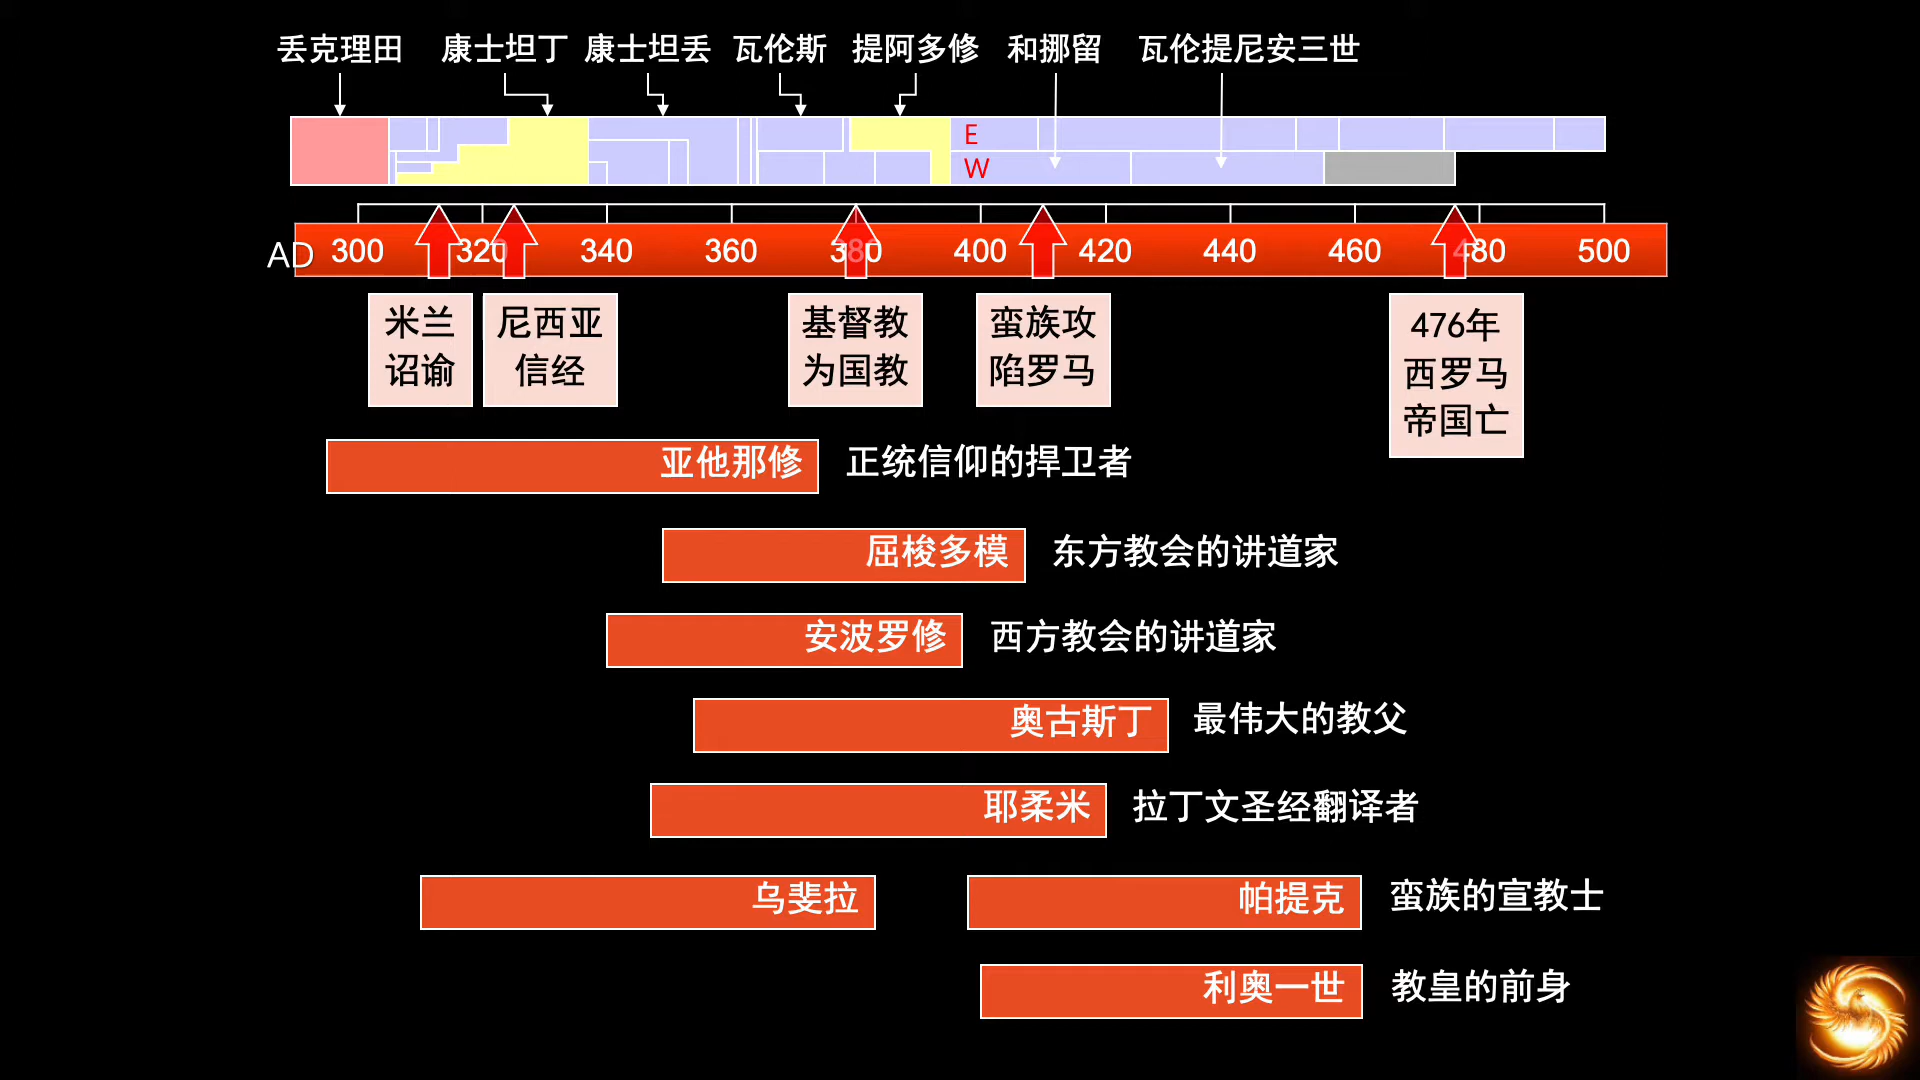 丢克理田 康士坦丁 康士坦丢 瓦伦斯 提阿多修 和挪留 瓦伦提尼安三世
E
W
AD 300 320 340 360 380 400 420 440 460 480 500
米兰
诏谕
尼西亚
信经
基督教
为国教
蛮族攻
陷罗马
476年
西罗马
帝国亡
亚他那修 正统信仰的捍卫者
屈梭多模 东方教会的讲道家
安波罗修 西方教会的讲道家
奥古斯丁 最伟大的教父
耶柔米 拉丁文圣经翻译者
乌斐拉 帕提克 蛮族的宣教士
利奥一世 教皇的前身